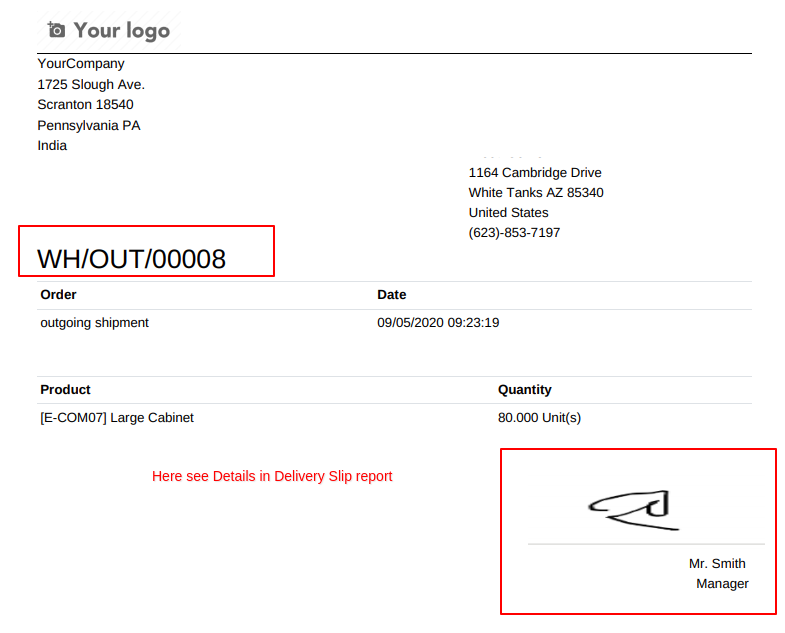 Your logo
YourCompany
1725 Slough Ave.
Scranton 18540
Pennsylvania PA
India
1164 Cambridge Drive
White Tanks AZ 85340
United States
(623)-853-7197
WH/OUT/00008
Order Date
outgoing shipment 09/05/2020 09:23:19
Product Quantity
[E-COM07] Large Cabinet 80.000 Unit(s)
Here see Details in Delivery Slip report
Mr. Smith
Manager